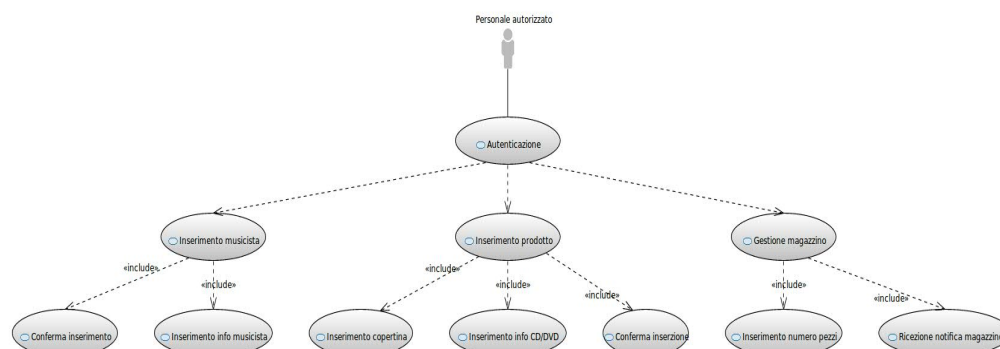 Personale autorizzato
Autenticazione
Inserimento musicista
Inserimento prodotto
Gestione magazzino
«include»
«include»
«include»
«include»
«include»
«include»
«include»
Conferma inserimento
Inserimento info musicista
Inserimento copertina
Inserimento info CD/DVD
Conferma inserzione
Inserimento numero pezzi
Ricezione notifica magazzino